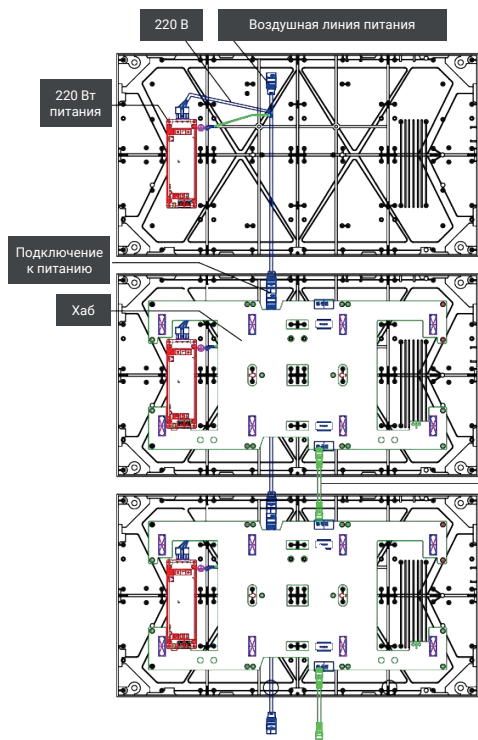 220 В
Воздушная линия питания
220 Вт
питания
Подключение
к питанию
Хаб